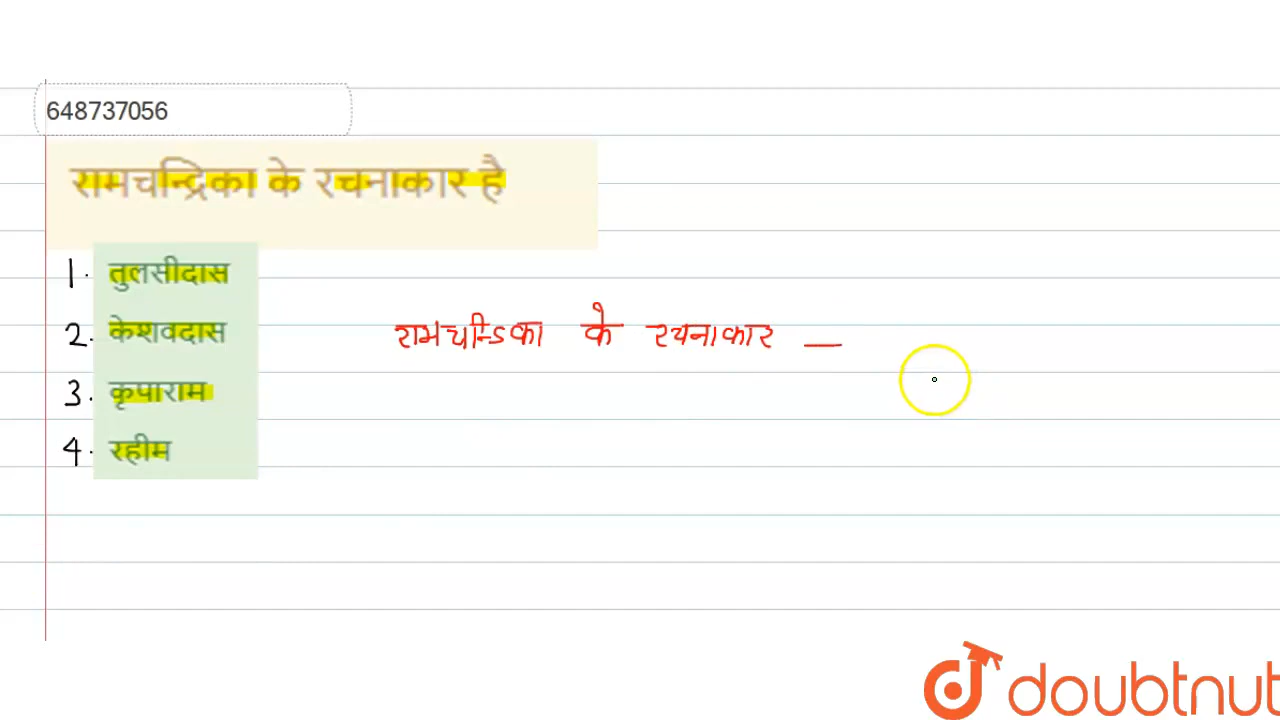 648737056
रामचन्द्रिका के रचनाकार है
1. तुलसीदास
2. केशवदास
रामचन्डिका के रचनाकार —
3. कृपाराम
4. रहीम
doubtnut